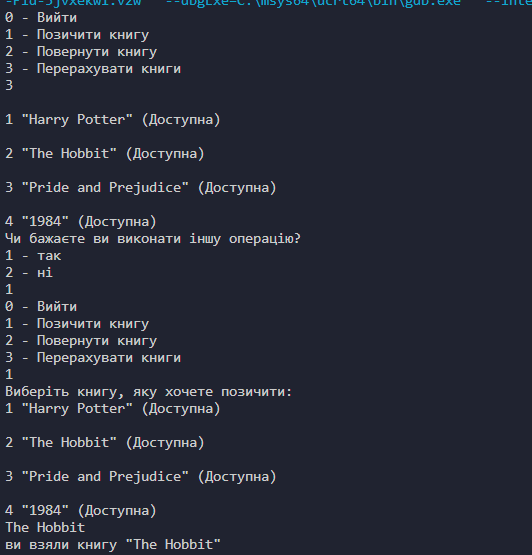 -Pid=5jvxekwi.v2w" "--dbgExe=C:\msys64\ucrt64\bin\gdb.exe" "--inte
0 - Вийти
1 - Позичити книгу
2 - Повернути книгу
3 - Перерахувати книги
3
1 "Harry Potter" (Доступна)
2 "The Hobbit" (Доступна)
3 "Pride and Prejudice" (Доступна)
4 "1984" (Доступна)
Чи бажаєте ви виконати іншу операцію?
1 - так
2 - ні
1
0 - Вийти
1 - Позичити книгу
2 - Повернути книгу
3 - Перерахувати книги
1
Виберіть книгу, яку хочете позичити:
1 "Harry Potter" (Доступна)
2 "The Hobbit" (Доступна)
3 "Pride and Prejudice" (Доступна)
4 "1984" (Доступна)
The Hobbit
ви взяли книгу "The Hobbit"